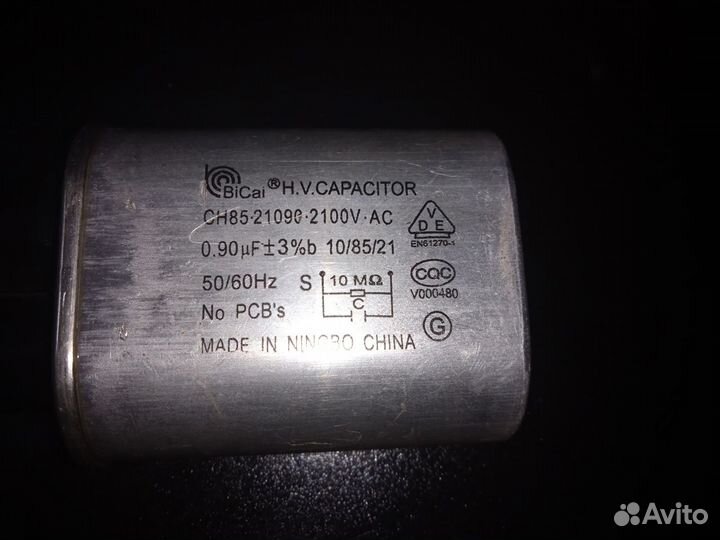 BiCai® H.V.CAPACITOR
CH85·21090·2100V·AC
0.90µF±3%b 10/85/21
50/60Hz S 10 MΩ
C
No PCB's
MADE IN NINGBO CHINA
VDE
EN61270-1
CQC
V000480
G
Avito